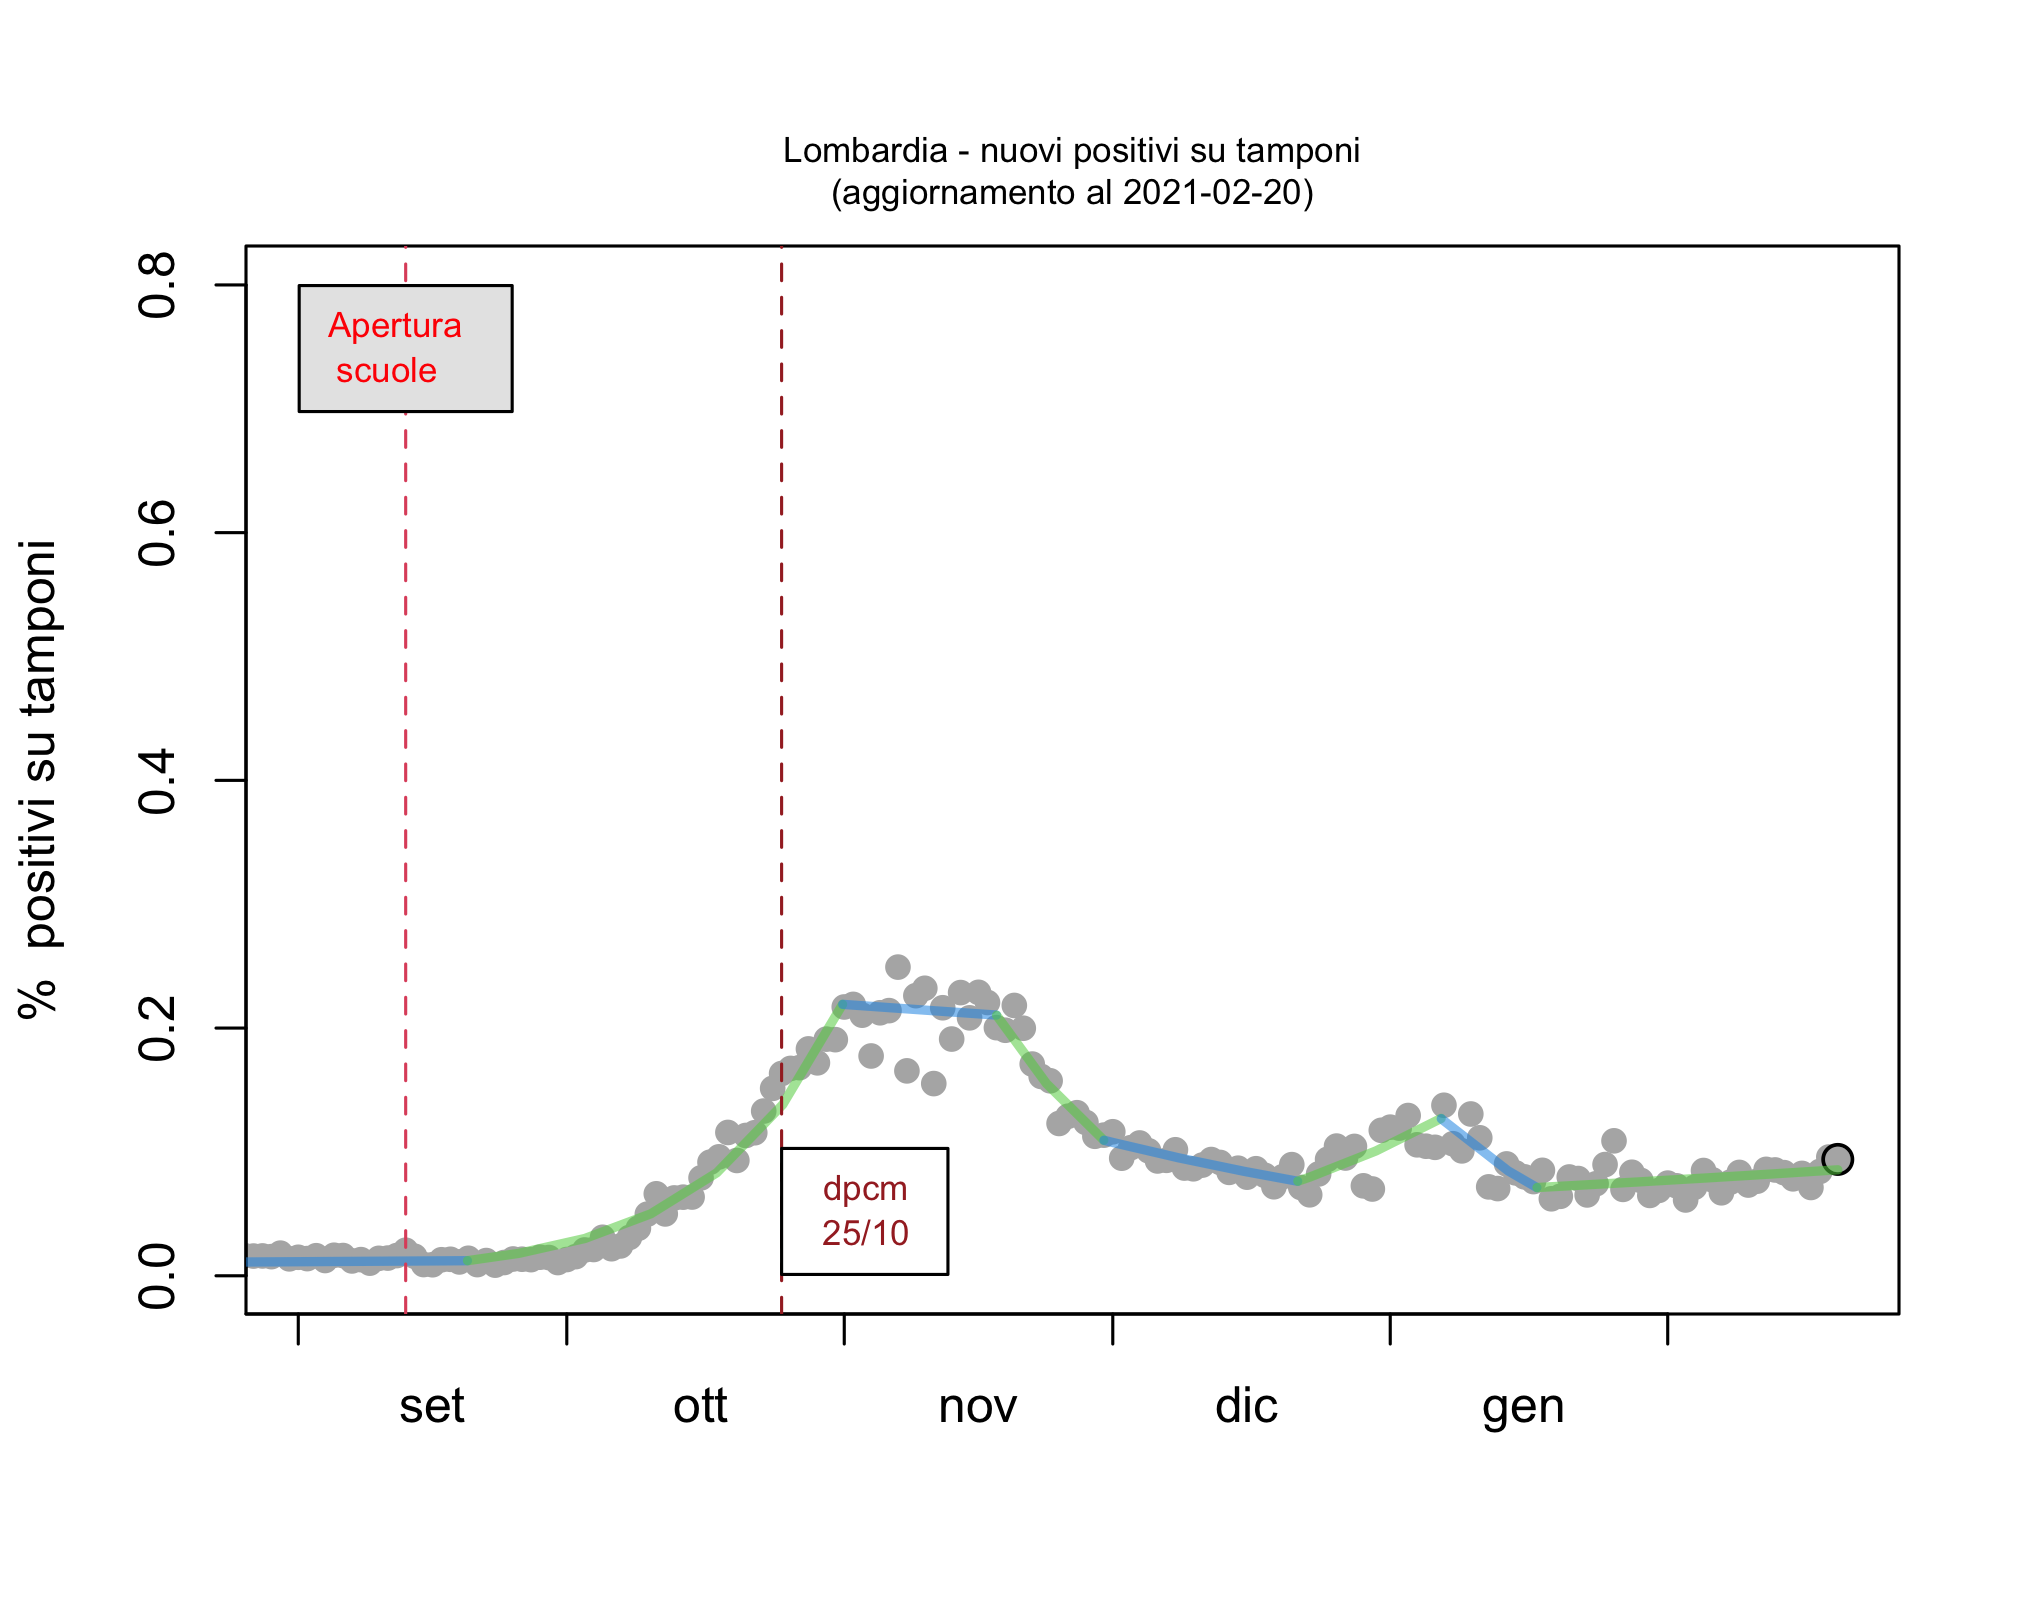 Lombardia - nuovi positivi su tamponi
(aggiornamento al 2021-02-20)
% positivi su tamponi
0.8
0.6
0.4
0.2
0.0
Apertura
scuole
dpcm
25/10
set ott nov dic gen